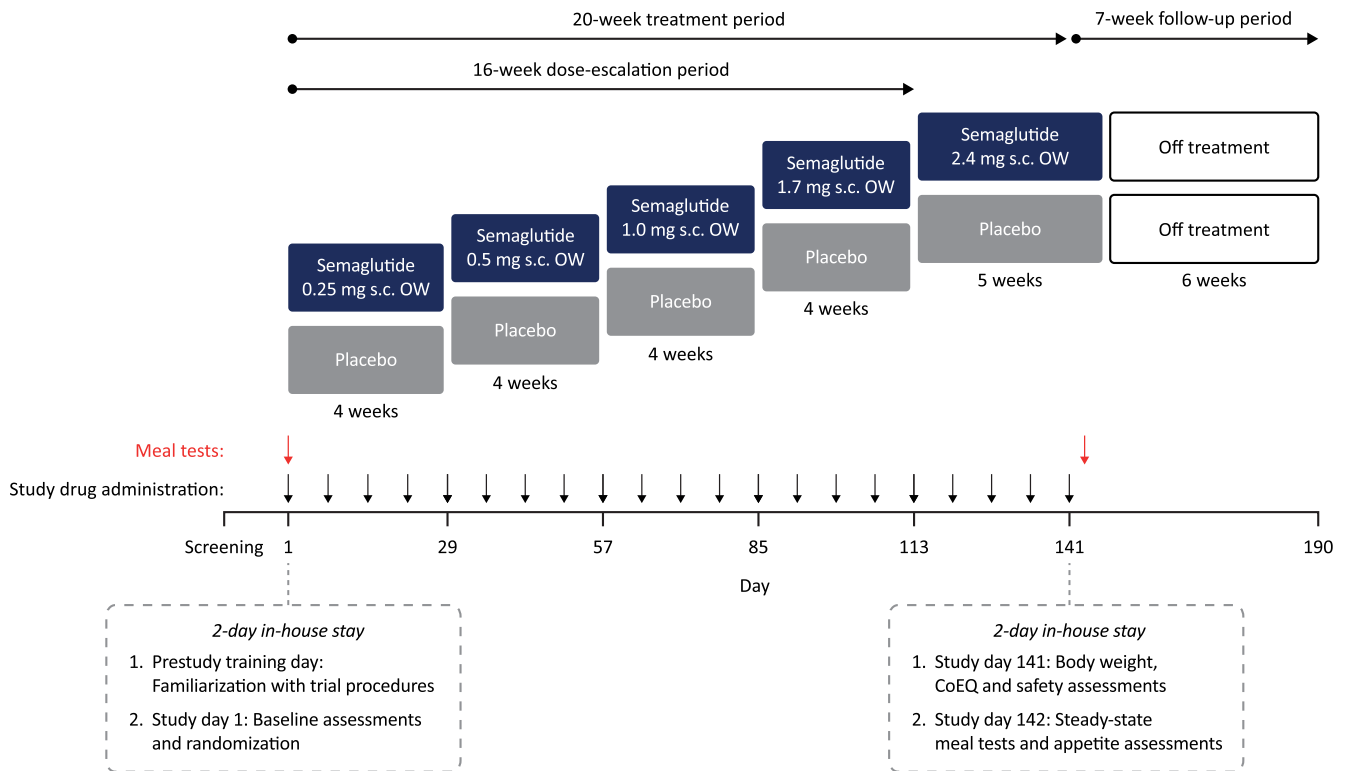 20-week treatment period
7-week follow-up period
16-week dose-escalation period
Semaglutide
2.4 mg s.c. OW
Off treatment
Semaglutide
1.7 mg s.c. OW
Semaglutide
1.0 mg s.c. OW
Placebo
Off treatment
Semaglutide
0.5 mg s.c. OW
Placebo
Semaglutide
0.25 mg s.c. OW
5 weeks
6 weeks
Placebo
4 weeks
Placebo
4 weeks
Placebo
4 weeks
4 weeks
Meal tests:
Study drug administration:
Screening 1 29 57 85 113 141 190
Day
2-day in-house stay
1. Prestudy training day:
Familiarization with trial procedures
2. Study day 1: Baseline assessments
and randomization
2-day in-house stay
1. Study day 141: Body weight,
CoEQ and safety assessments
2. Study day 142: Steady-state
meal tests and appetite assessments